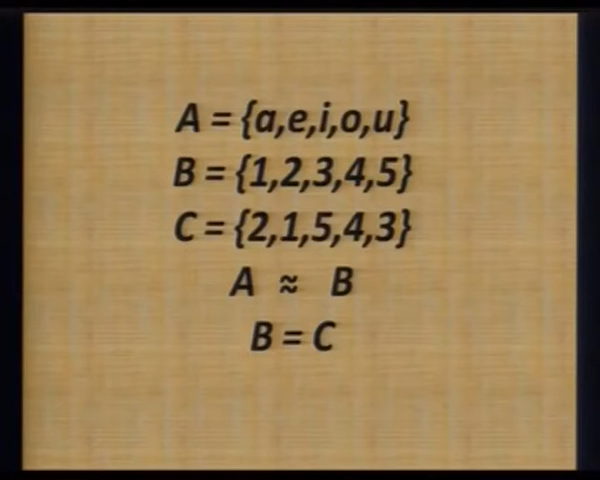 A = {a,e,i,o,u}
B = {1,2,3,4,5}
C = {2,1,5,4,3}
A ≈ B
B = C